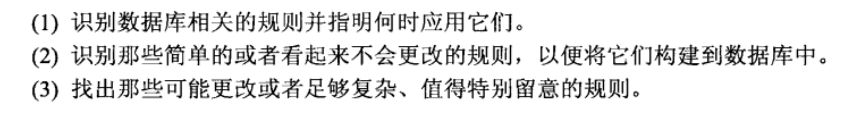 (1) 识别数据库相关的规则并指明何时应用它们。
(2) 识别那些简单的或者看起来不会更改的规则，以便将它们构建到数据库中。
(3) 找出那些可能更改或者足够复杂、值得特别留意的规则。